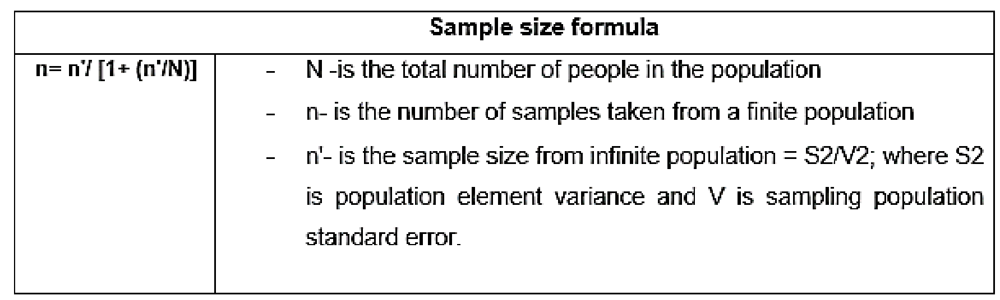 Sample size formula
n= n'/ [1+ (n'/N)]
- N -is the total number of people in the population
- n- is the number of samples taken from a finite population
- n'- is the sample size from infinite population = S2/V2; where S2
is population element variance and V is sampling population
standard error.